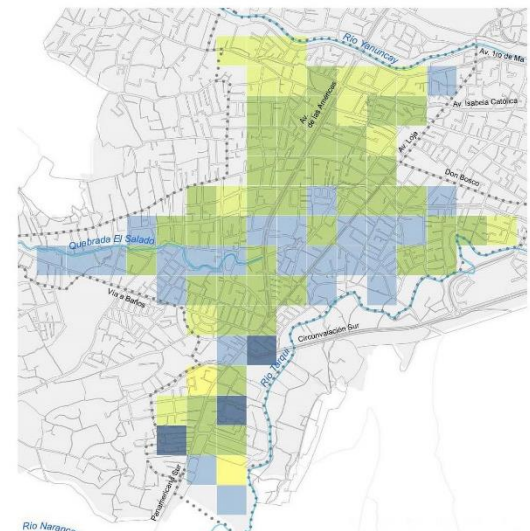 Río Yanuncay
Av. 1ro de Ma
Av. Isabela Católica
Av.
de las Américas
Av. Loja
Don Bosco
Quebrada El Salado
Vía a Baños
Circunvalación Sur
Río Tarqui
Panamericana Sur
Río Naranco